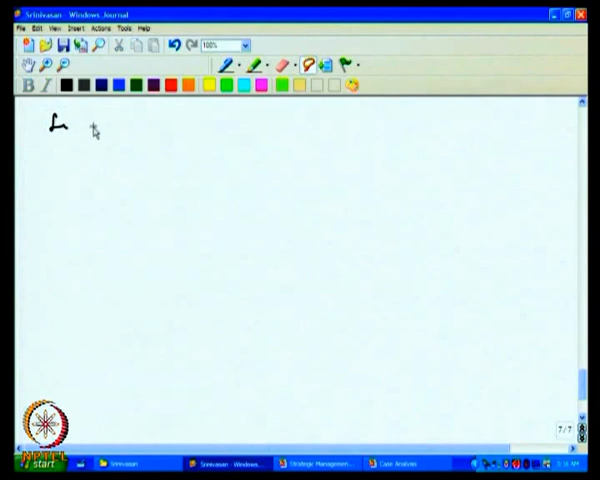 Srinivasan - Windows Journal
File Edit View Insert Actions Tools Help
100%
B I
L
7/7
NPTEL
start Srinivasan Srinivasan - Windows... Strategic Managemen... Case Analysis